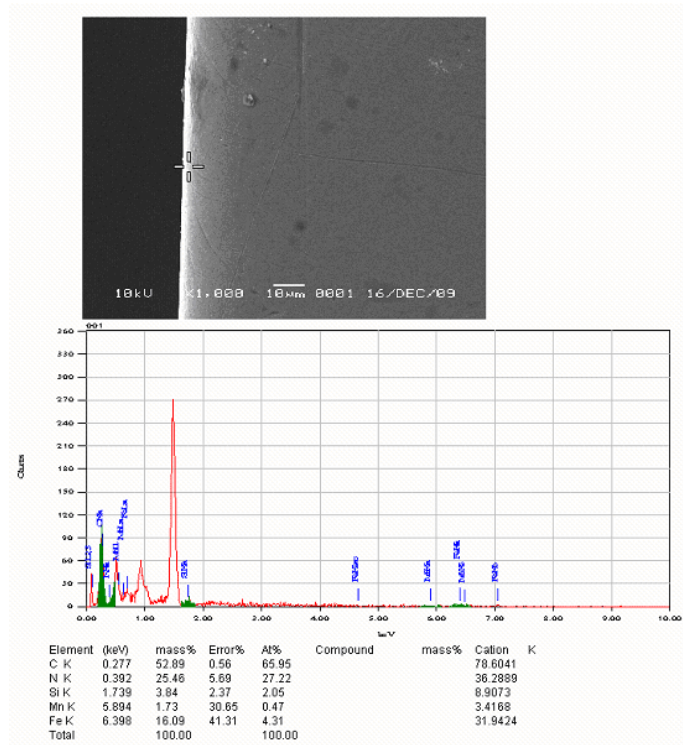 10kU X1,000 10µm 0001 16/DEC/09
001
360
330
300
270
240
210
180
150
120
90
60
30
0
Counts
0.00 1.00 2.00 3.00 4.00 5.00 6.00 7.00 8.00 9.00 10.00
keV
Element (keV) mass% Error% At% Compound mass% Cation K
C K 0.277 52.89 0.56 65.95 78.6041
N K 0.392 25.46 5.69 27.22 36.2889
Si K 1.739 3.84 2.37 2.05 8.9073
Mn K 5.894 1.73 30.65 0.47 3.4168
Fe K 6.398 16.09 41.31 4.31 31.9424
Total 100.00 100.00